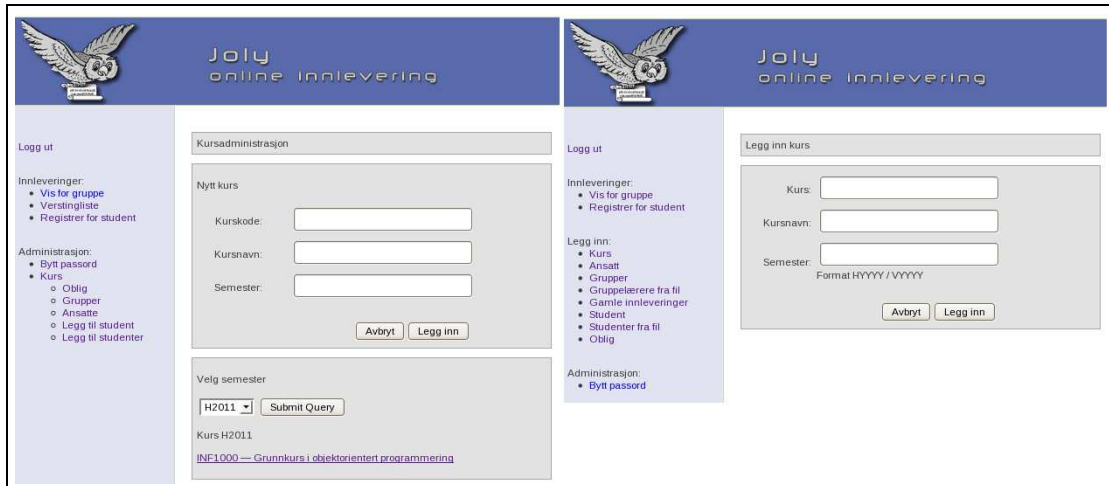 Joly
online innlevering
Logg ut
Innleveringer:
Vis for gruppe
Verstingliste
Registrer for student
Administrasjon:
Bytt passord
Kurs
Oblig
Grupper
Ansatte
Legg til student
Legg til studenter
Kursadministrasjon
Nytt kurs
Kurskode:
Kursnavn:
Semester:
Avbryt Legg inn
Velg semester
H2011 Submit Query
Kurs H2011
INF1000 — Grunnkurs i objektorientert programmering
Joly
online innlevering
Logg ut
Innleveringer:
Vis for gruppe
Registrer for student
Legg inn:
Kurs
Ansatt
Grupper
Gruppelærere fra fil
Gamle innleveringer
Student
Studenter fra fil
Oblig
Administrasjon:
Bytt passord
Legg inn kurs
Kurs:
Kursnavn:
Semester:
Format HYYYY / VYYYY
Avbryt Legg inn